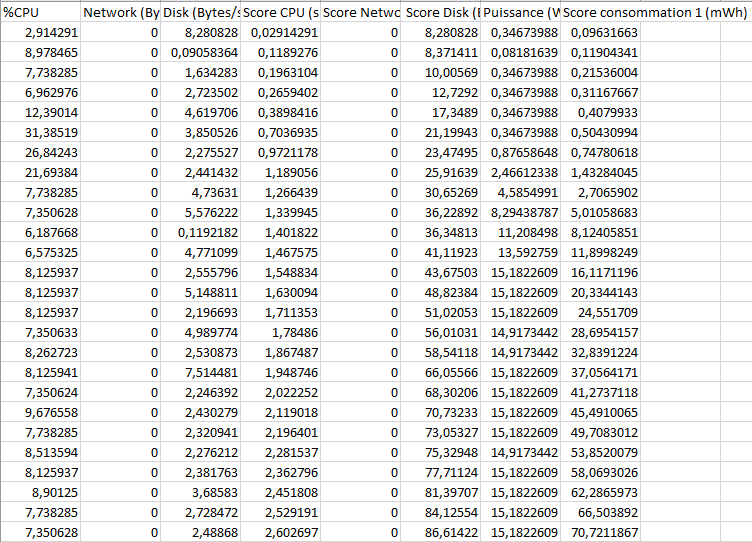 %CPU Network (By Disk (Bytes/s Score CPU (s Score Netwo Score Disk (I Puissance (V Score consommation 1 (mWh)
2,914291 0 8,280828 0,02914291 0 8,280828 0,34673988 0,09631663
8,978465 0 0,09058364 0,1189276 0 8,371411 0,08181639 0,11904341
7,738285 0 1,634283 0,1963104 0 10,00569 0,34673988 0,21536004
6,962976 0 2,723502 0,2659402 0 12,7292 0,34673988 0,31167667
12,39014 0 4,619706 0,3898416 0 17,3489 0,34673988 0,4079933
31,38519 0 3,850526 0,7036935 0 21,19943 0,34673988 0,50430994
26,84243 0 2,275527 0,9721178 0 23,47495 0,87658648 0,74780618
21,69384 0 2,441432 1,189056 0 25,91639 2,46612338 1,43284045
7,738285 0 4,73631 1,266439 0 30,65269 4,5854991 2,7065902
7,350628 0 5,576222 1,339945 0 36,22892 8,29438787 5,01058683
6,187668 0 0,1192182 1,401822 0 36,34813 11,208498 8,12405851
6,575325 0 4,771099 1,467575 0 41,11923 13,592759 11,8998249
8,125937 0 2,555796 1,548834 0 43,67503 15,1822609 16,1171196
8,125937 0 5,148811 1,630094 0 48,82384 15,1822609 20,3344143
8,125937 0 2,196693 1,711353 0 51,02053 15,1822609 24,551709
7,350633 0 4,989774 1,78486 0 56,01031 14,9173442 28,6954157
8,262723 0 2,530873 1,867487 0 58,54118 14,9173442 32,8391224
8,125941 0 7,514481 1,948746 0 66,05566 15,1822609 37,0564171
7,350624 0 2,246392 2,022252 0 68,30206 15,1822609 41,2737118
9,676558 0 2,430279 2,119018 0 70,73233 15,1822609 45,4910065
7,738285 0 2,320941 2,196401 0 73,05327 15,1822609 49,7083012
8,513594 0 2,276212 2,281537 0 75,32948 14,9173442 53,8520079
8,125937 0 2,381763 2,362796 0 77,71124 15,1822609 58,0693026
8,90125 0 3,68583 2,451808 0 81,39707 15,1822609 62,2865973
7,738285 0 2,728472 2,529191 0 84,12554 15,1822609 66,503892
7,350628 0 2,48868 2,602697 0 86,61422 15,1822609 70,7211867